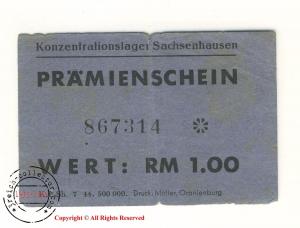 Konzentrationslager Sachsenhausen
PRÄMIENSCHEIN
867314 *
WERT: RM 1.00
7 44. 500 000. Druck: Müller, Oranienburg
Copyright © All Rights Reserved